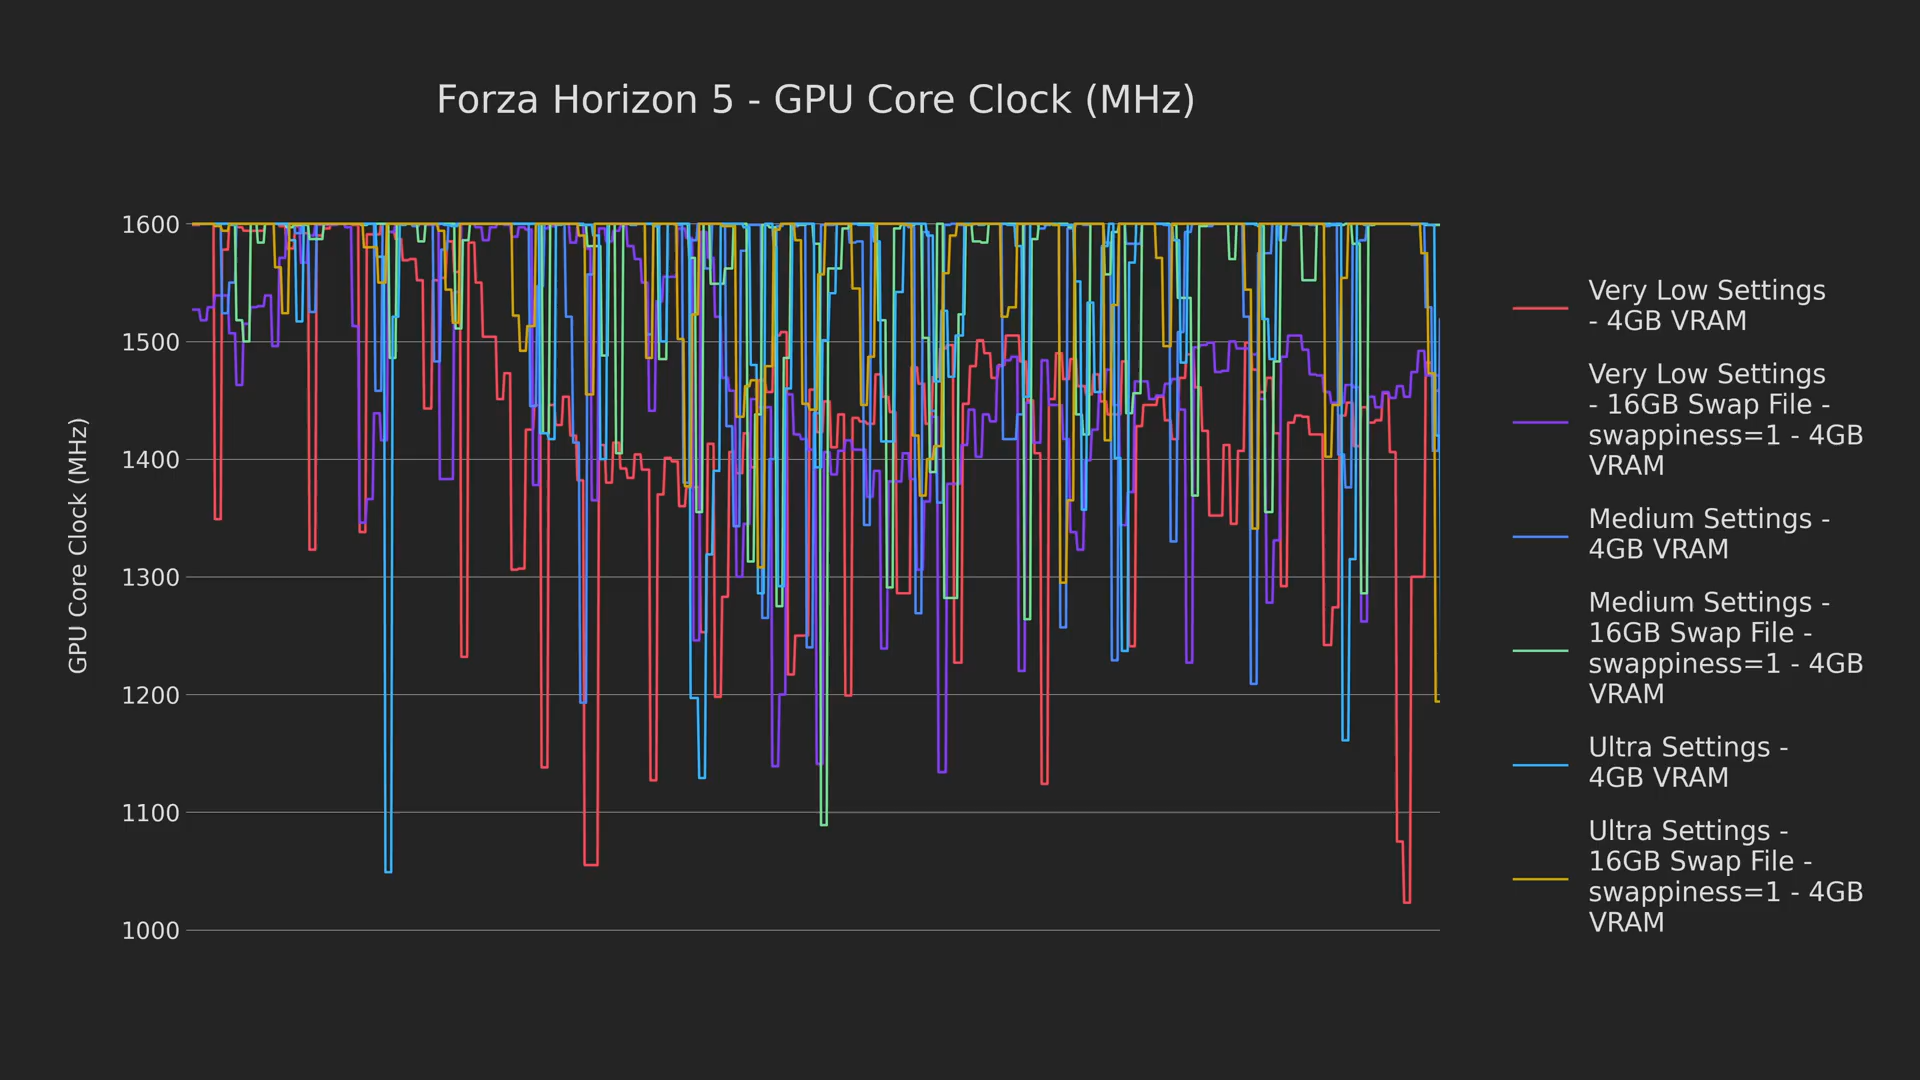 Forza Horizon 5 - GPU Core Clock (MHz)
GPU Core Clock (MHz)
1600
1500
1400
1300
1200
1100
1000
Very Low Settings
- 4GB VRAM
Very Low Settings
- 16GB Swap File -
swappiness=1 - 4GB
VRAM
Medium Settings -
4GB VRAM
Medium Settings -
16GB Swap File -
swappiness=1 - 4GB
VRAM
Ultra Settings -
4GB VRAM
Ultra Settings -
16GB Swap File -
swappiness=1 - 4GB
VRAM